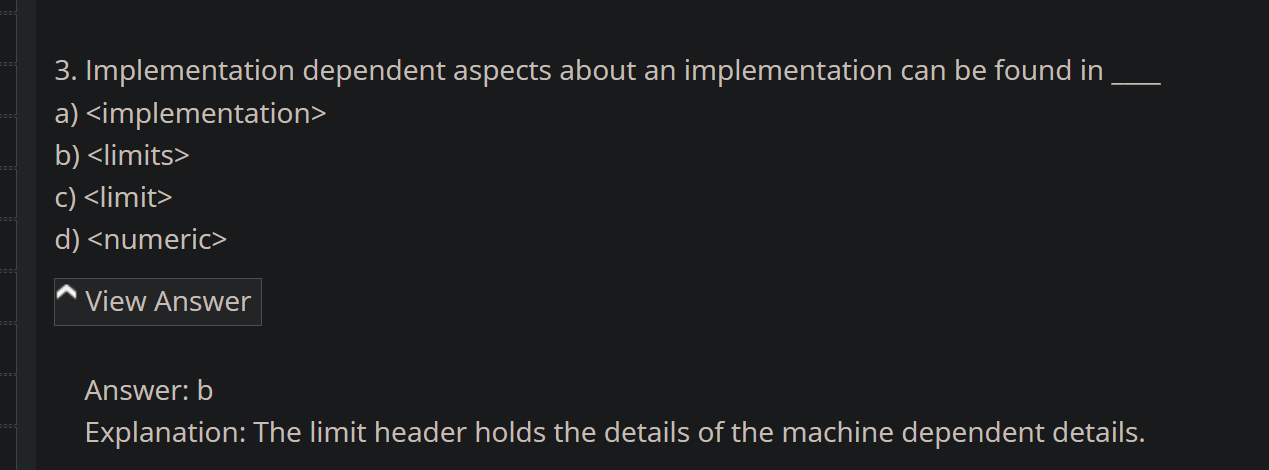 3. Implementation dependent aspects about an implementation can be found in ____
a) <implementation>
b) <limits>
c) <limit>
d) <numeric>
View Answer
Answer: b
Explanation: The limit header holds the details of the machine dependent details.